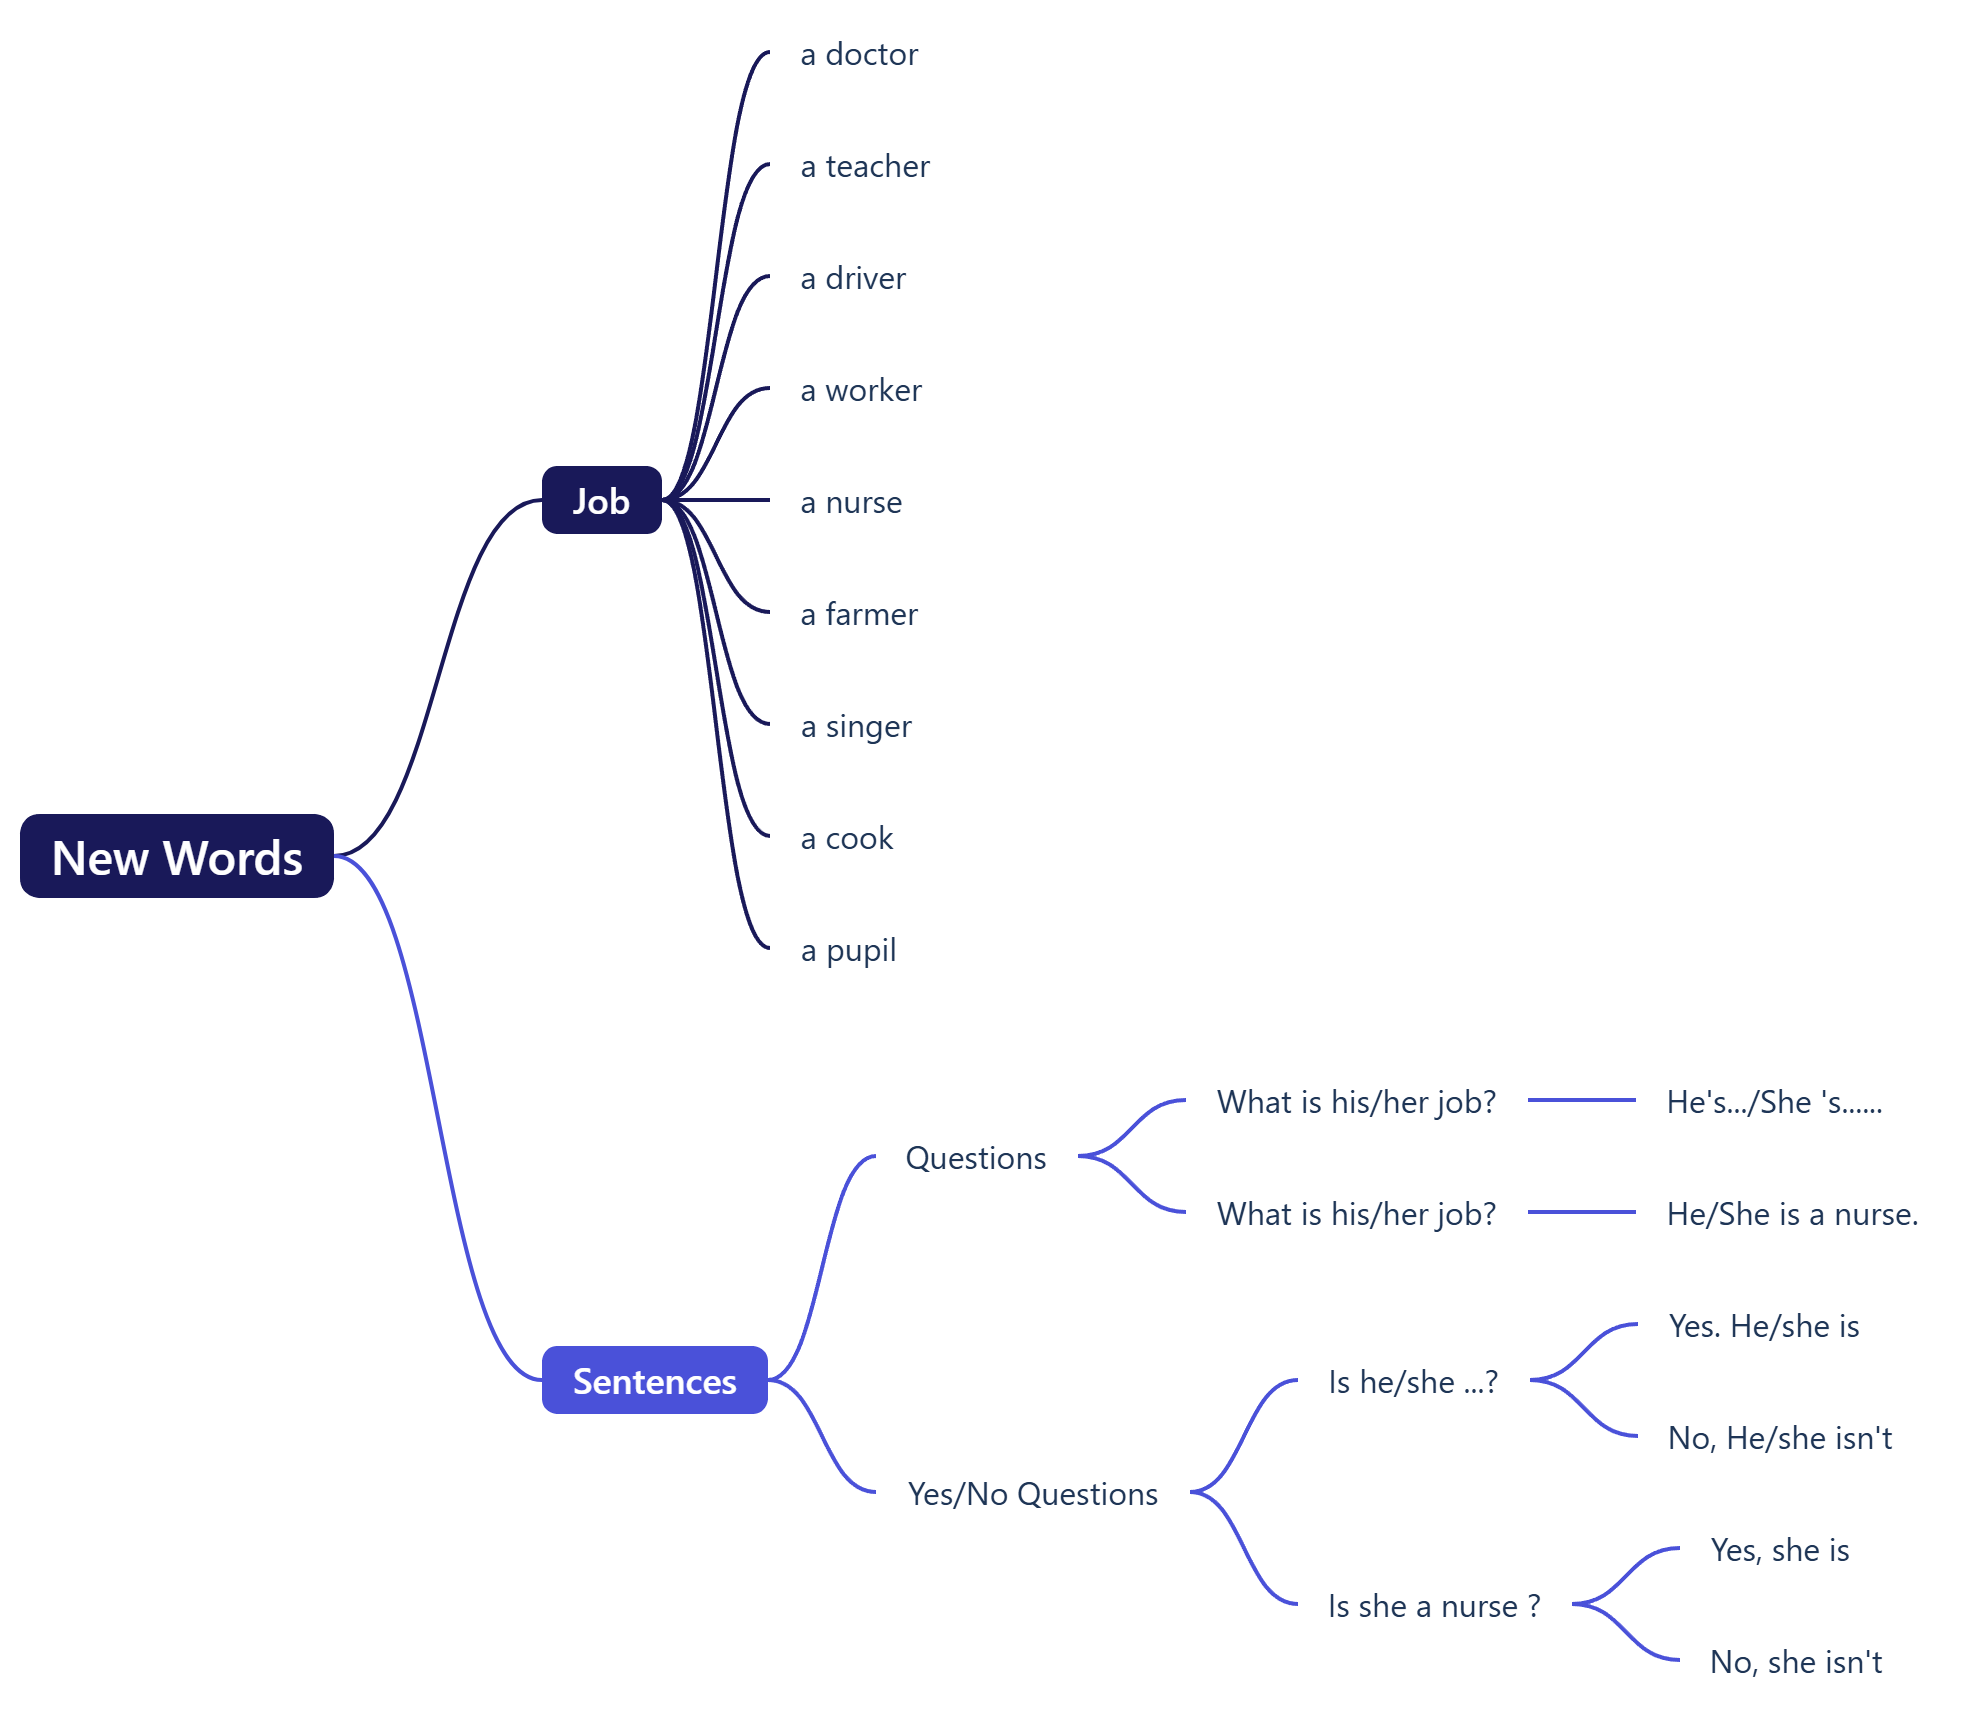 New Words
Job
a doctor
a teacher
a driver
a worker
a nurse
a farmer
a singer
a cook
a pupil
Sentences
Questions
What is his/her job?
He's.../She 's......
What is his/her job?
He/She is a nurse.
Yes/No Questions
Is he/she ...?
Yes. He/she is
No, He/she isn't
Is she a nurse ?
Yes, she is
No, she isn't